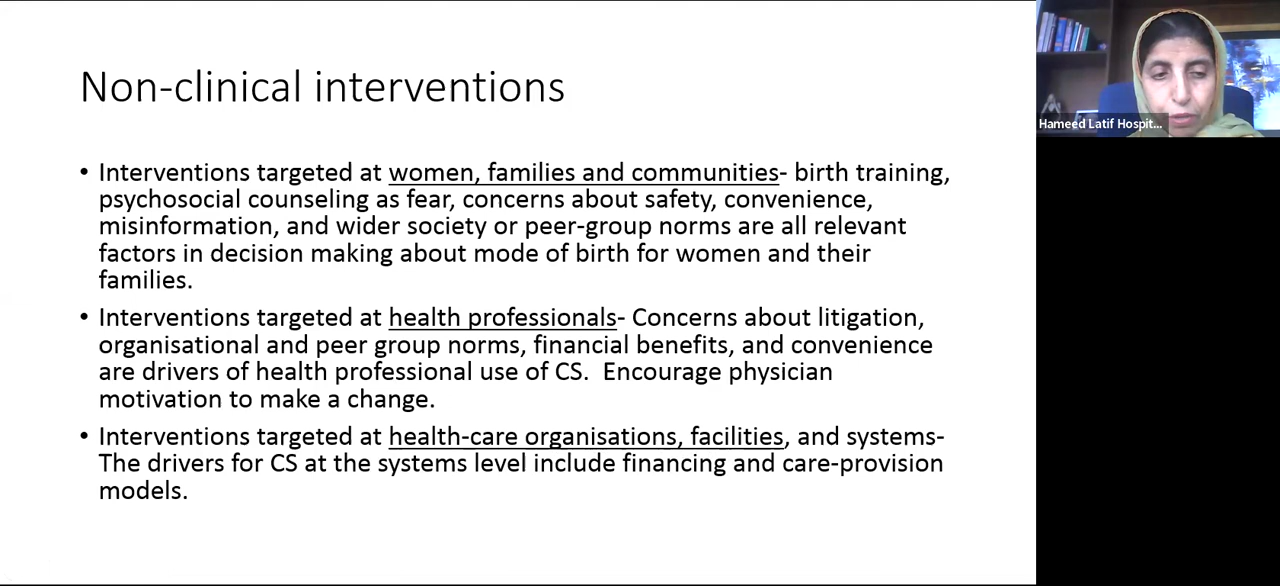 Non-clinical interventions
• Interventions targeted at women, families and communities- birth training,
psychosocial counseling as fear, concerns about safety, convenience,
misinformation, and wider society or peer-group norms are all relevant
factors in decision making about mode of birth for women and their
families.
• Interventions targeted at health professionals- Concerns about litigation,
organisational and peer group norms, financial benefits, and convenience
are drivers of health professional use of CS.  Encourage physician
motivation to make a change.
• Interventions targeted at health-care organisations, facilities, and systems-
The drivers for CS at the systems level include financing and care-provision
models.
Hameed Latif Hospit...